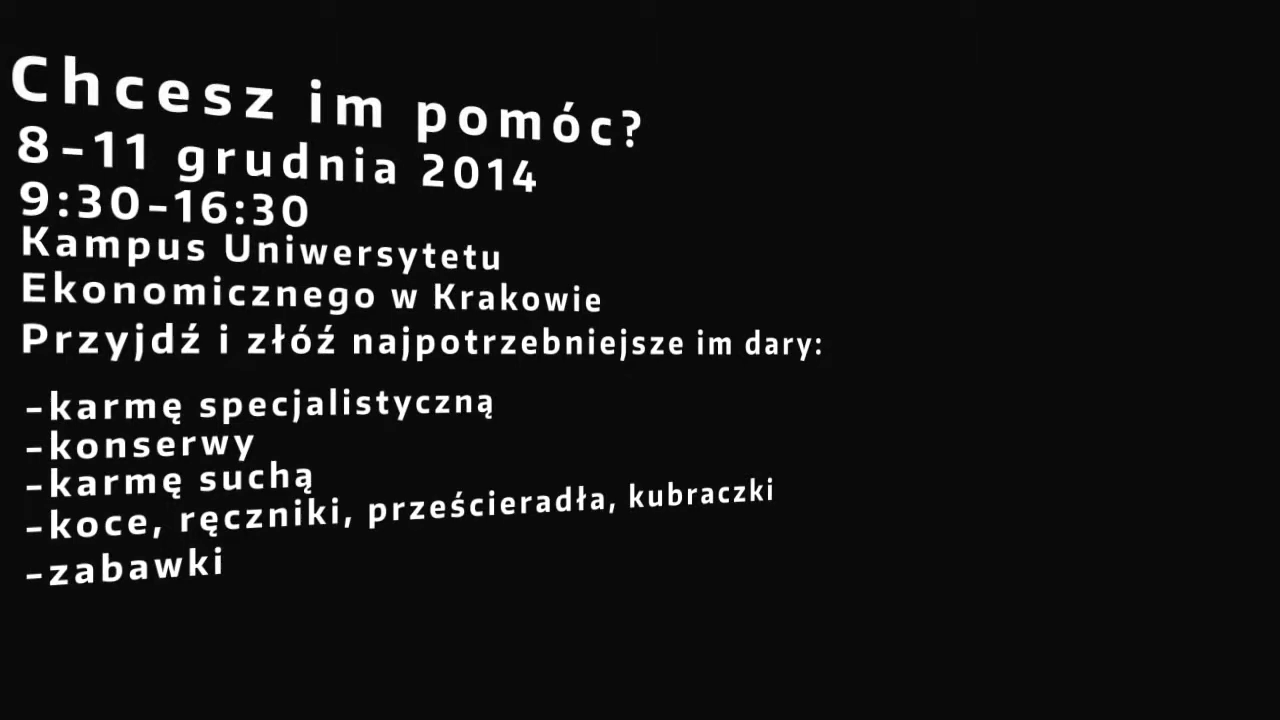 Chcesz im pomóc?
8-11 grudnia 2014
9:30-16:30
Kampus Uniwersytetu
Ekonomicznego w Krakowie
Przyjdź i złóź najpotrzebniejsze im dary:
-karmę specjalistyczną
-konserwy
-karmę suchą
-koce, ręczniki, prześcieradła, kubraczki
-zabawki